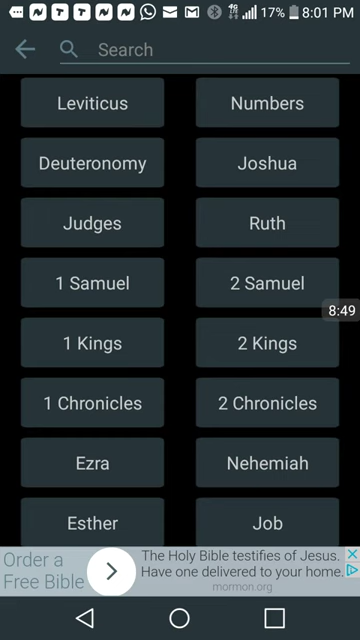 17% 8:01 PM
Search
Leviticus Numbers
Deuteronomy Joshua
Judges Ruth
1 Samuel 2 Samuel
8:49
1 Kings 2 Kings
1 Chronicles 2 Chronicles
Ezra Nehemiah
Esther Job
Order a
Free Bible
The Holy Bible testifies of Jesus.
Have one delivered to your home.
mormon.org